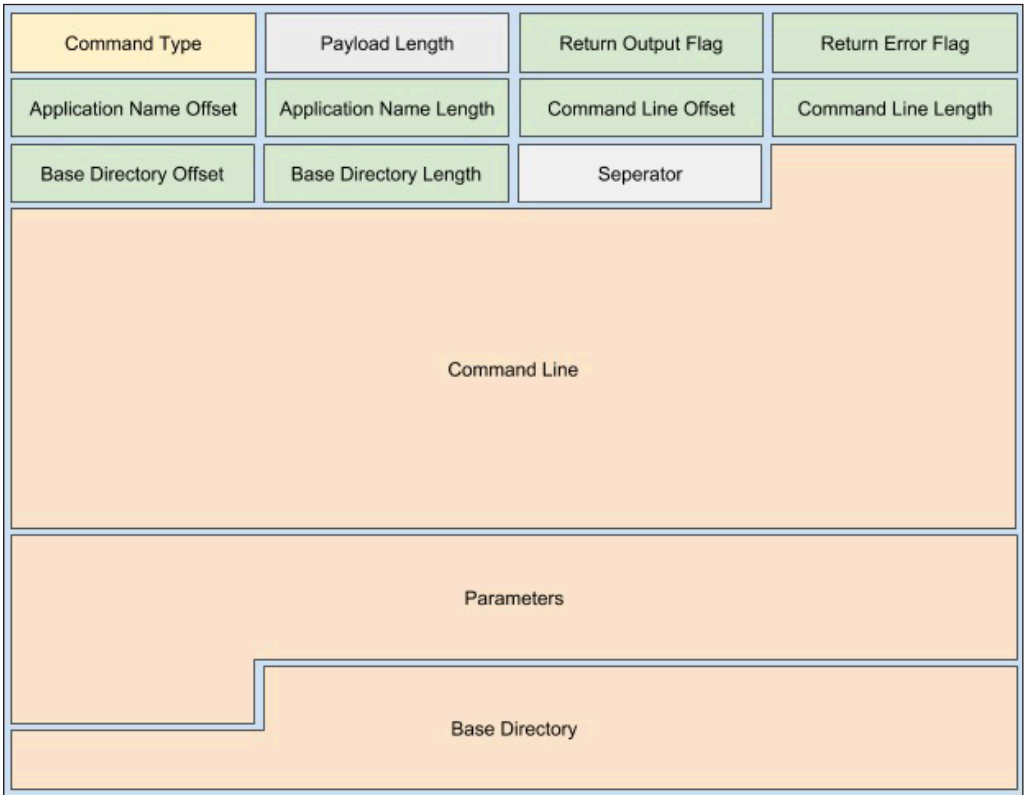 Command Type
Payload Length
Return Output Flag
Return Error Flag
Application Name Offset
Application Name Length
Command Line Offset
Command Line Length
Base Directory Offset
Base Directory Length
Seperator
Command Line
Parameters
Base Directory